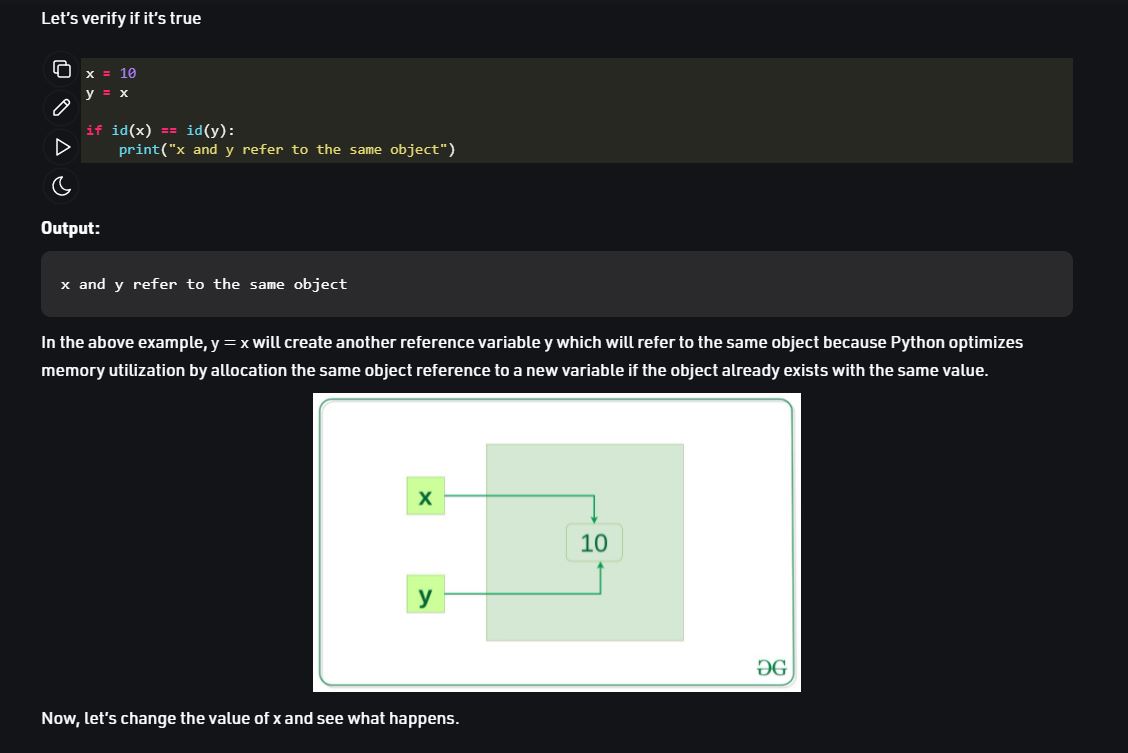 Let's verify if it's true
x = 10
y = x
if id(x) == id(y):
    print("x and y refer to the same object")
Output:
x and y refer to the same object
In the above example, y = x will create another reference variable y which will refer to the same object because Python optimizes
memory utilization by allocation the same object reference to a new variable if the object already exists with the same value.
x
10
y
Now, let's change the value of x and see what happens.